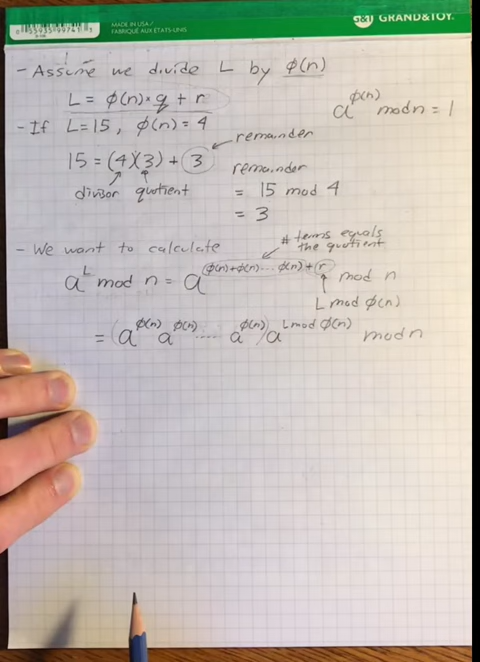 MADE IN USA /
FABRIQUÉ AUX ÉTATS-UNIS
GRAND&TOY.
- Assume we divide L by φ(n)
L = φ(n)×q + r
a^φ(n) mod n = 1
- If L=15, φ(n)=4
remainder
15 = (4)(3) + 3
divisor quotient
remainder
= 15 mod 4
= 3
- We want to calculate
# terms equals
the quotient
a^L mod n = a^(φ(n)+φ(n)...φ(n))+r mod n
L mod φ(n)
= (a^φ(n) a^φ(n) ..... a^φ(n)) a^L mod φ(n) mod n